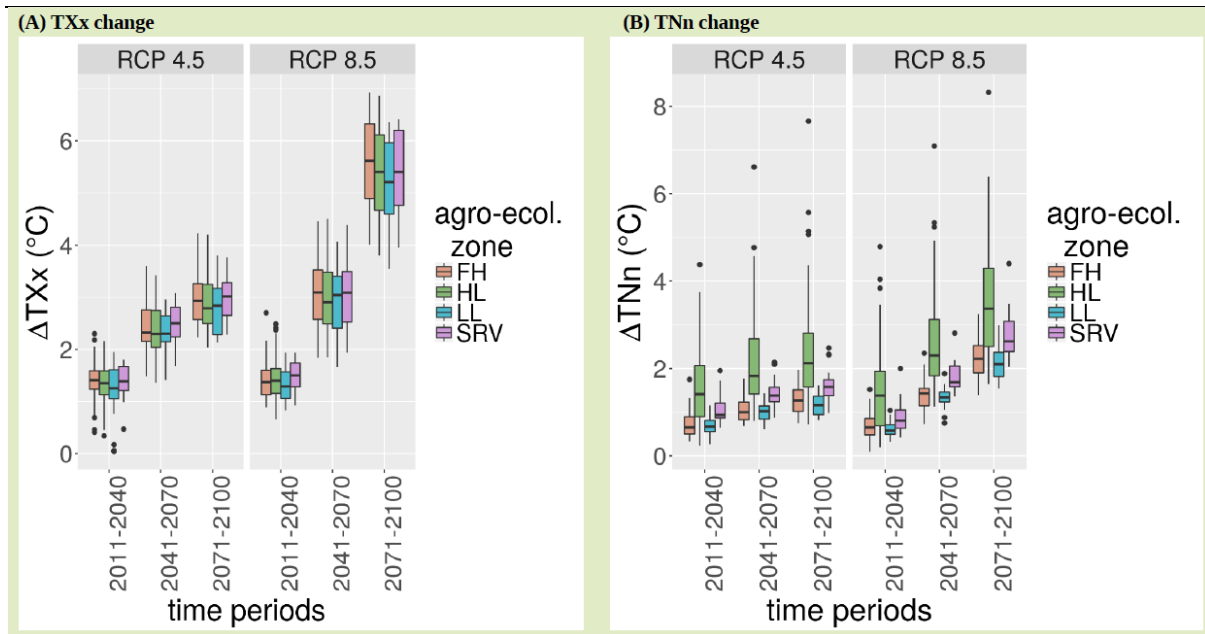 (A) TXx change
RCP 4.5 RCP 8.5
ΔTXx (°C)
6
4
2
0
2011-2040
2041-2070
2071-2100
2011-2040
2041-2070
2071-2100
time periods
agro-ecol.
zone
FH
HL
LL
SRV
(B) TNn change
RCP 4.5 RCP 8.5
ΔTNn (°C)
8
6
4
2
0
2011-2040
2041-2070
2071-2100
2011-2040
2041-2070
2071-2100
time periods
agro-ecol.
zone
FH
HL
LL
SRV